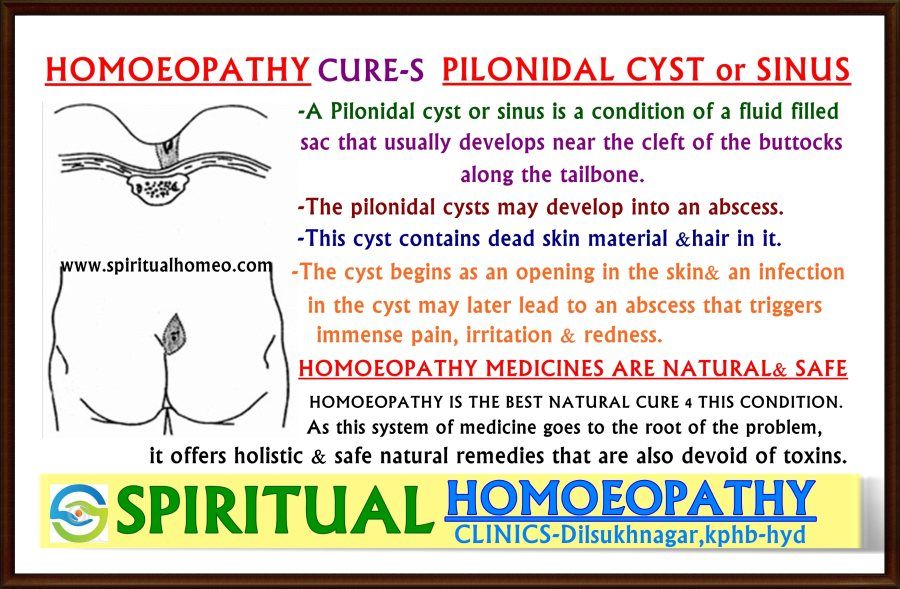 HOMOEOPATHY CURE-S PILONIDAL CYST or SINUS
-A Pilonidal cyst or sinus is a condition of a fluid filled
sac that usually develops near the cleft of the buttocks
along the tailbone.
-The pilonidal cysts may develop into an abscess.
-This cyst contains dead skin material &hair in it.
www.spiritualhomeo.com
-The cyst begins as an opening in the skin& an infection
in the cyst may later lead to an abscess that triggers
immense pain, irritation & redness.
HOMOEOPATHY MEDICINES ARE NATURAL& SAFE
HOMOEOPATHY IS THE BEST NATURAL CURE 4 THIS CONDITION.
As this system of medicine goes to the root of the problem,
it offers holistic & safe natural remedies that are also devoid of toxins.
SPIRITUAL HOMOEOPATHY
CLINICS-Dilsukhnagar,kphb-hyd